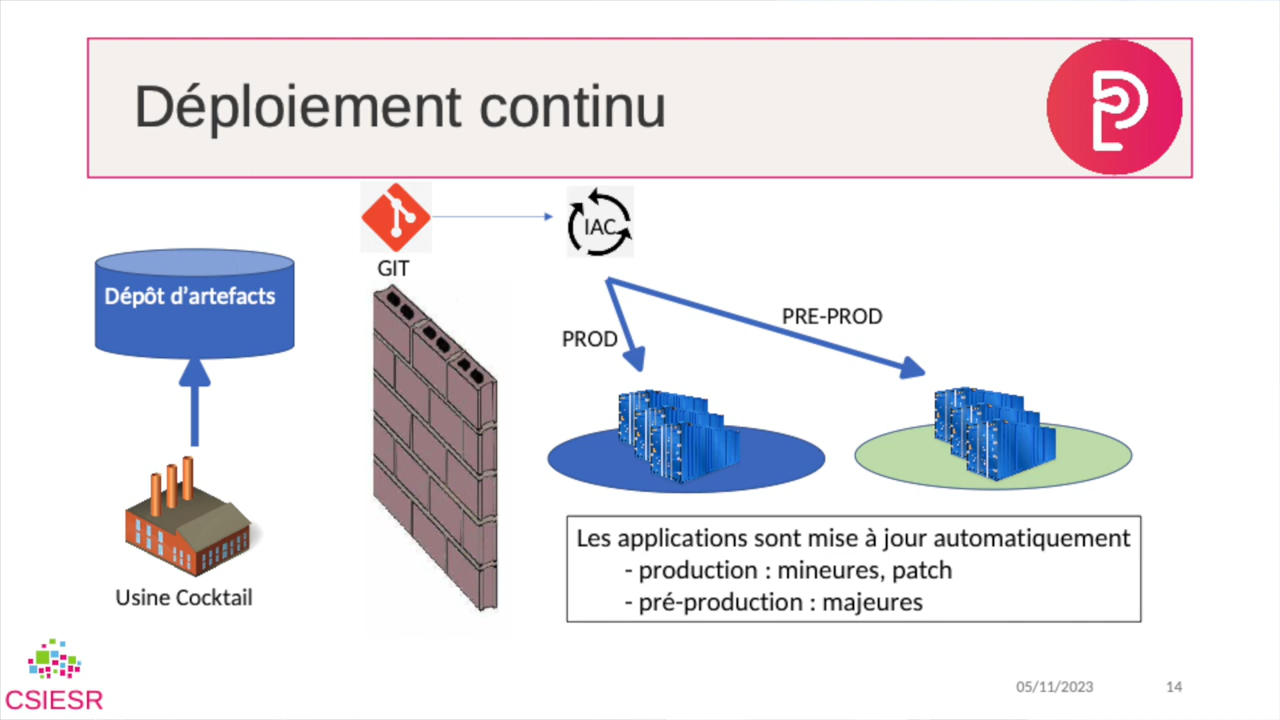 Déploiement continu
GIT
IAC
Dépôt d'artefacts
PROD
PRE-PROD
Usine Cocktail
Les applications sont mise à jour automatiquement
- production : mineures, patch
- pré-production : majeures
CSIESR
05/11/2023
14